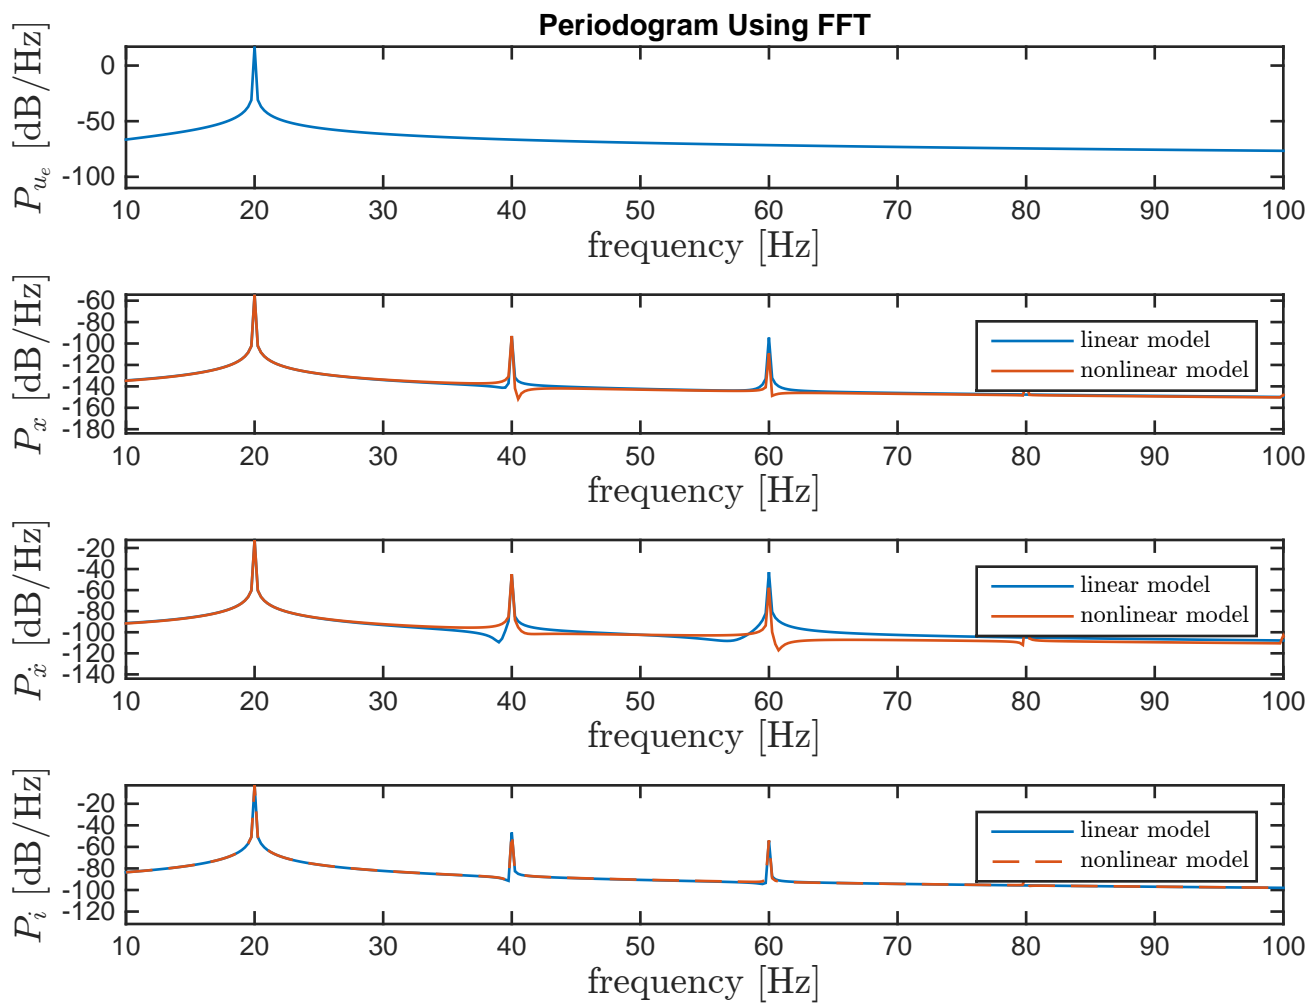 Periodogram Using FFT
P_{u_e} [dB/Hz]
0
-50
-100
10 20 30 40 50 60 70 80 90 100
frequency [Hz]
P_x [dB/Hz]
-60
-80
-100
-120
-140
-160
-180
linear model
nonlinear model
10 20 30 40 50 60 70 80 90 100
frequency [Hz]
P_ẋ [dB/Hz]
-20
-40
-60
-80
-100
-120
-140
linear model
nonlinear model
10 20 30 40 50 60 70 80 90 100
frequency [Hz]
P_i [dB/Hz]
-20
-40
-60
-80
-100
-120
linear model
nonlinear model
10 20 30 40 50 60 70 80 90 100
frequency [Hz]